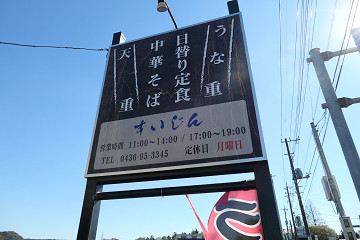 うな重
日替り定食
中華そば
天重
すいじん
営業時間 11:00～14:00 / 17:00～19:00
TEL 0436-95-3345 定休日 月曜日